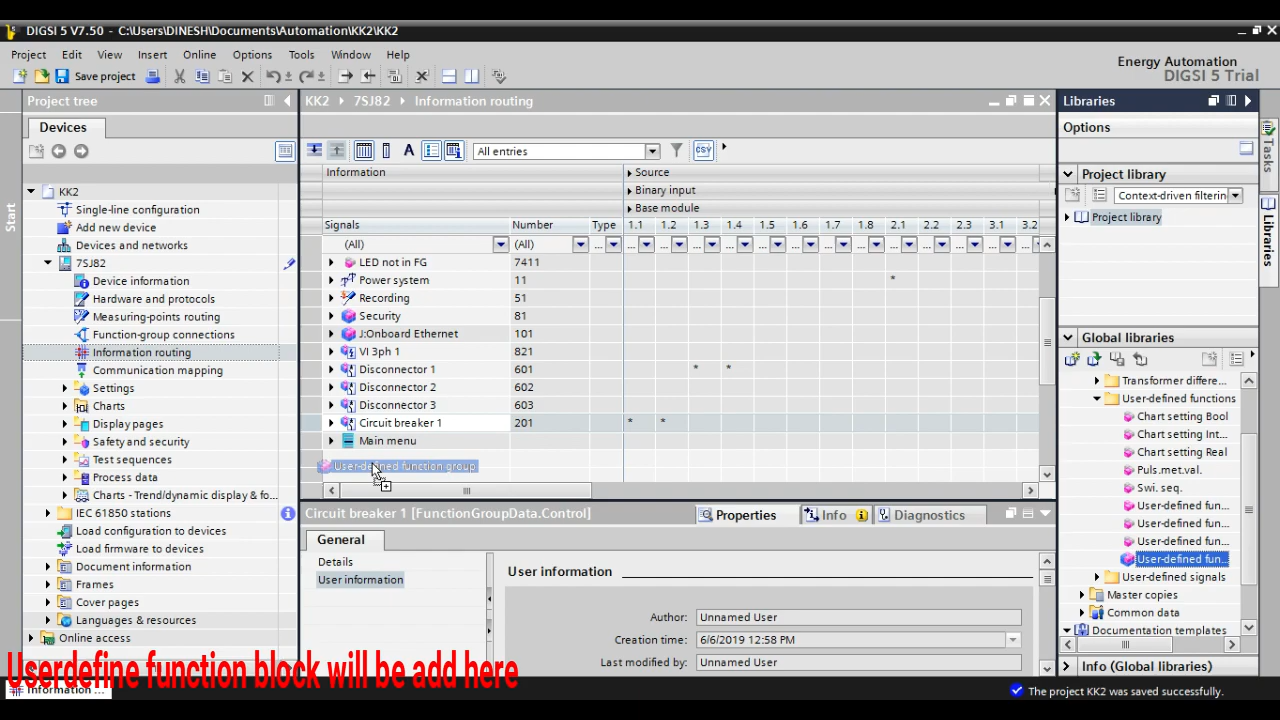 DIGSI 5 V7.50 - C:\Users\DINESH\Documents\Automation\KK2\KK2
Project Edit View Insert Online Options Tools Window Help
Energy Automation
DIGSI 5 Trial
Save project
Start
Project tree
Devices
KK2
Single-line configuration
Add new device
Devices and networks
7SJ82
Device information
Hardware and protocols
Measuring-points routing
Function-group connections
Information routing
Communication mapping
Settings
Charts
Display pages
Safety and security
Test sequences
Process data
Charts - Trend/dynamic display & fo...
IEC 61850 stations
Load configuration to devices
Load firmware to devices
Document information
Frames
Cover pages
Languages & resources
Online access
KK2 7SJ82 Information routing
All entries
CSV
Information Source
Binary input
Base module
Signals Number Type 1.1 1.2 1.3 1.4 1.5 1.6 1.7 1.8 2.1 2.2 2.3 3.1 3.2
(All) (All) ... ... ... ... ... ... ... ... ... ... ... ... ...
LED not in FG 7411
Power system 11 *
Recording 51
Security 81
J:Onboard Ethernet 101
VI 3ph 1 821
Disconnector 1 601 * *
Disconnector 2 602
Disconnector 3 603
Circuit breaker 1 201 * *
Main menu
User-defined function group
Circuit breaker 1 [FunctionGroupData.Control]
Properties Info Diagnostics
General
Details
User information
User information
Author: Unnamed User
Creation time: 6/6/2019 12:58 PM
Last modified by: Unnamed User
Libraries
Options
Project library
Context-driven filterin
Project library
Global libraries
Transformer differe...
User-defined functions
Chart setting Bool
Chart setting Int...
Chart setting Real
Puls.met.val.
Swi. seq.
User-defined fun...
User-defined fun...
User-defined fun...
User-defined fun...
User-defined signals
Master copies
Common data
Documentation templates
Info (Global libraries)
Tasks
Libraries
Userdefine function block will be add here
Information ...
The project KK2 was saved successfully.